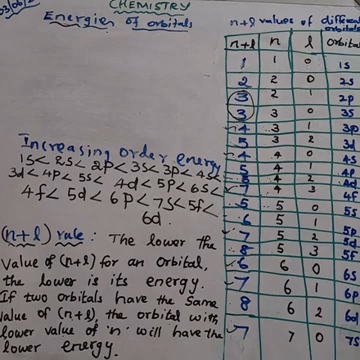 03/06/2
CHEMISTRY
Energies of orbitals
n+l values of different orbitals
n+l n l Orbital
1 1 0 1s
2 2 0 2s
3 2 1 2p
3 3 0 3s
4 3 1 3p
5 3 2 3d
4 4 0 4s
5 4 1 4p
4 2 4d
7 4 3 4f
5 5 0 5s
6 5 1 5p
7 5 2 5d
8 5 3 5f
6 6 0 6s
7 6 1 6p
8 6 2 6d
7 7 0 7s
Increasing order energy
1s < 2s < 2p < 3s < 3p < 4s <
3d < 4p < 5s < 4d < 5p < 6s <
4f < 5d < 6p < 7s < 5f <
6d.
(n+l) rule : The lower the
value of (n+l) for an orbital,
the lower is its energy.
If two orbitals have the same
value of (n+l), the orbital with
lower value of 'n' will have the
lower energy.